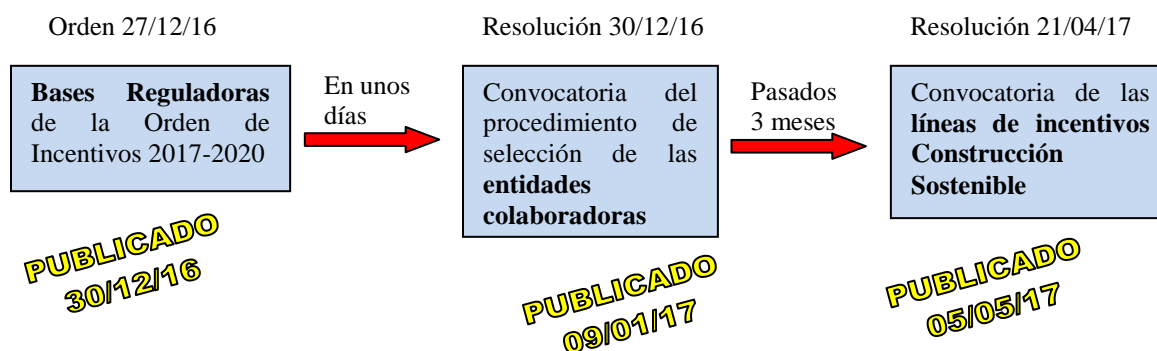 Orden 27/12/16
Bases Reguladoras
de la Orden de
Incentivos 2017-2020
PUBLICADO
30/12/16
En unos
días
Resolución 30/12/16
Convocatoria del
procedimiento de
selección de las
entidades
colaboradoras
PUBLICADO
09/01/17
Pasados
3 meses
Resolución 21/04/17
Convocatoria de las
líneas de incentivos
Construcción
Sostenible
PUBLICADO
05/05/17